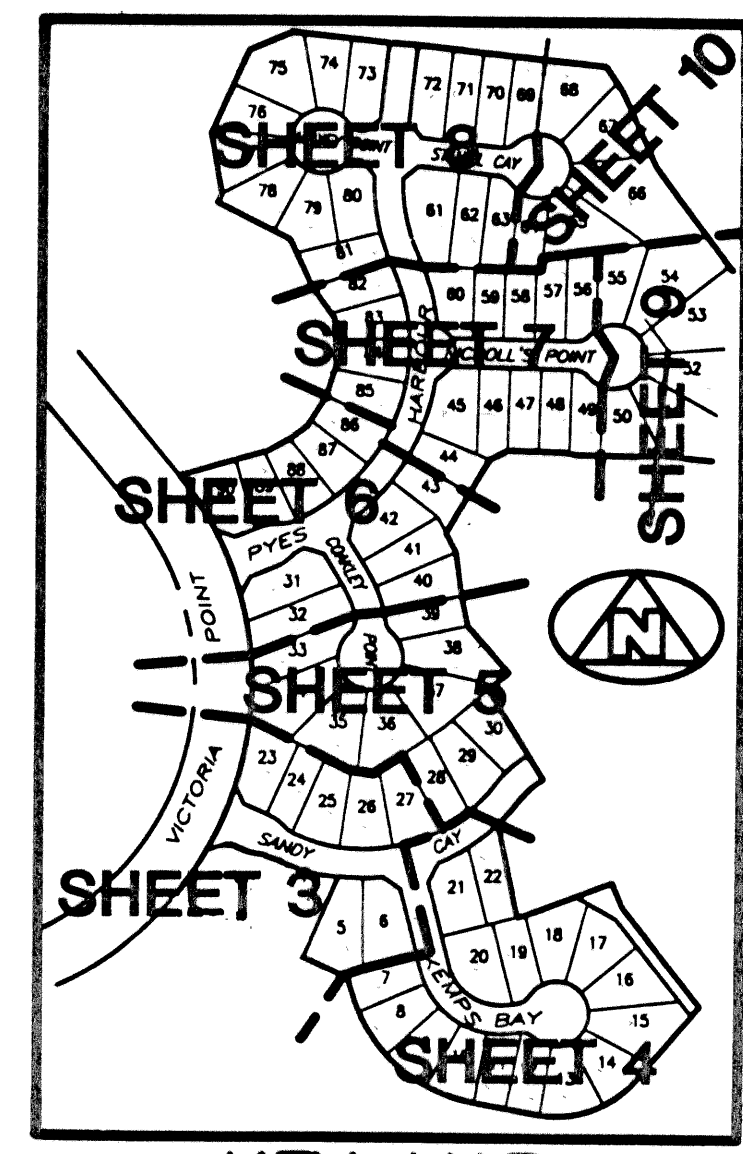 75 74 73 72 71 70 69 68
76 67
SHEET 8
SHEET 10
POINT CAY
78 79 80 61 62 63 66
81
82 60 59 58 57 56 55 54
53
SHEET 7
SHEET 9
HARBOUR
NICOLL'S POINT
52
85 45 46 47 48 49 50
86
87 44
88 43
SHEET 6
42
PYES
COAKLEY
41
31 40
32 39
33 38
POINT
POINT
N
SHEET 5
35 36
30
23 24 25 26 27 28 29
VICTORIA
SANDY
CAY
SHEET 3
21 22
5 6
20 19 18 17
7 16
8
KEMPS BAY
15
14
SHEET 4